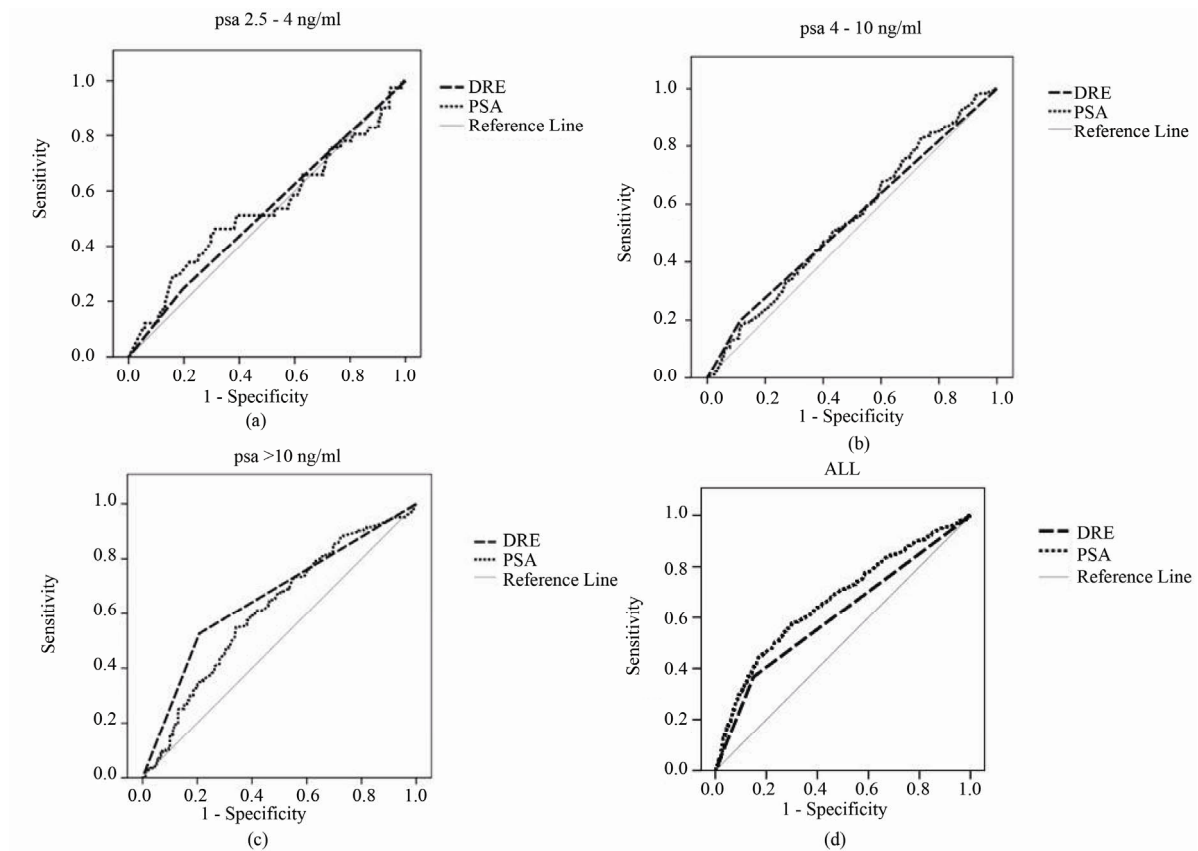 psa 2.5 - 4 ng/ml
1.0
0.8
0.6
0.4
0.2
0.0
Sensitivity
0.0 0.2 0.4 0.6 0.8 1.0
1 - Specificity
(a)
DRE
PSA
Reference Line
psa 4 - 10 ng/ml
1.0
0.8
0.6
0.4
0.2
0.0
Sensitivity
0.0 0.2 0.4 0.6 0.8 1.0
1 - Specificity
(b)
DRE
PSA
Reference Line
psa >10 ng/ml
1.0
0.8
0.6
0.4
0.2
0.0
Sensitivity
0.0 0.2 0.4 0.6 0.8 1.0
1 - Specificity
(c)
DRE
PSA
Reference Line
ALL
1.0
0.8
0.6
0.4
0.2
0.0
Sensitivity
0.0 0.2 0.4 0.6 0.8 1.0
1 - Specificity
(d)
DRE
PSA
Reference Line